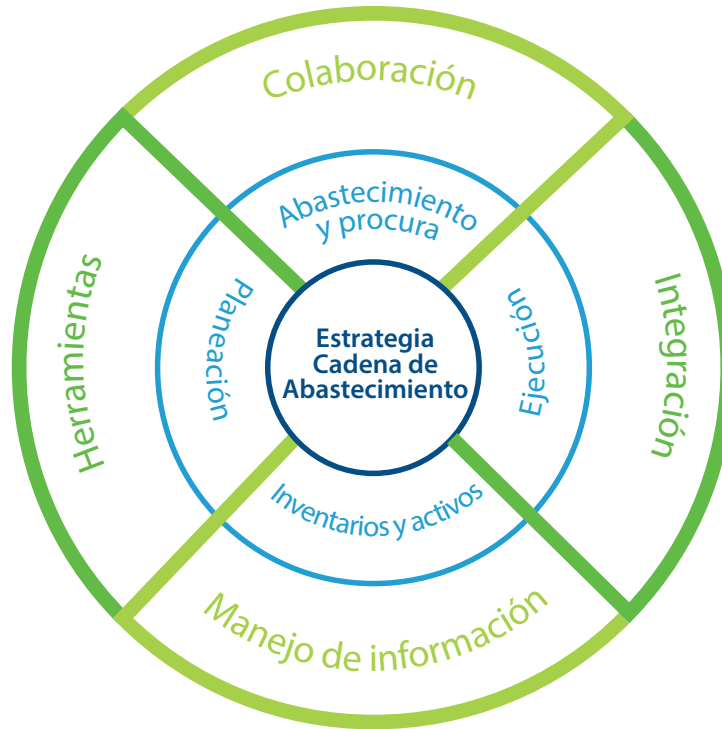 Colaboración
Abastecimiento
y procura
Herramientas
Planeación
Estrategia
Cadena de
Abastecimiento
Ejecución
Integración
Inventarios y activos
Manejo de información